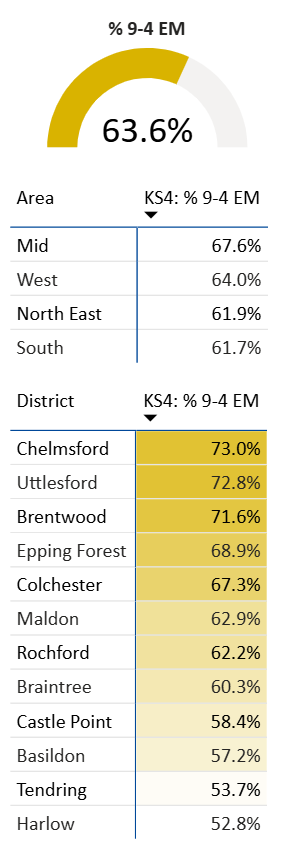 % 9-4 EM
63.6%
Area KS4: % 9-4 EM
Mid 67.6%
West 64.0%
North East 61.9%
South 61.7%
District KS4: % 9-4 EM
Chelmsford 73.0%
Uttlesford 72.8%
Brentwood 71.6%
Epping Forest 68.9%
Colchester 67.3%
Maldon 62.9%
Rochford 62.2%
Braintree 60.3%
Castle Point 58.4%
Basildon 57.2%
Tendring 53.7%
Harlow 52.8%